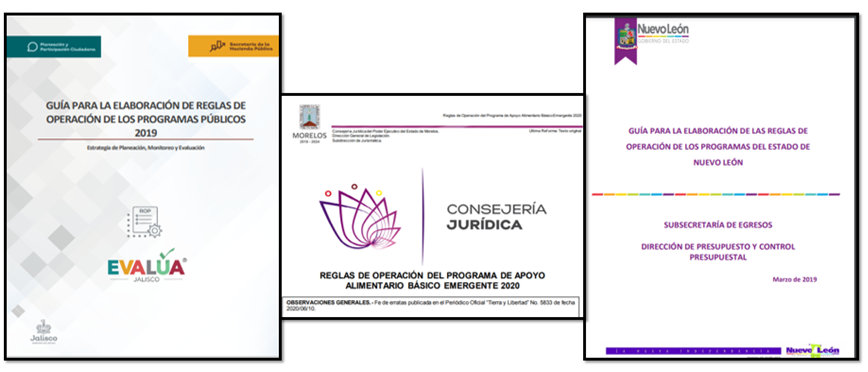 Planeación y
Participación Ciudadana
Secretaría de la
Hacienda Pública
GUÍA PARA LA ELABORACIÓN DE REGLAS DE
OPERACIÓN DE LOS PROGRAMAS PÚBLICOS
2019
Estrategia de Planeación, Monitoreo y Evaluación
ROP
EVALÚA
JALISCO
Jalisco
Reglas de Operación del Programa de Apoyo Alimentario Básico Emergente 2020
MORELOS
2018 - 2024
Consejería Jurídica del Poder Ejecutivo del Estado de Morelos.
Dirección General de Legislación.
Subdirección de Jurismática.
Última Reforma: Texto original
CONSEJERÍA
JURÍDICA
REGLAS DE OPERACIÓN DEL PROGRAMA DE APOYO
ALIMENTARIO BÁSICO EMERGENTE 2020
OBSERVACIONES GENERALES.- Fe de erratas publicada en el Periódico Oficial "Tierra y Libertad" No. 5833 de fecha
2020/06/10.
Nuevo León
GOBIERNO DEL ESTADO
GUÍA PARA LA ELABORACIÓN DE LAS REGLAS DE
OPERACIÓN DE LOS PROGRAMAS DEL ESTADO DE
NUEVO LEÓN
SUBSECRETARÍA DE EGRESOS
DIRECCIÓN DE PRESUPUESTO Y CONTROL
PRESUPUESTAL
Marzo de 2019
LA NUEVA INDEPENDENCIA
Nuevo León